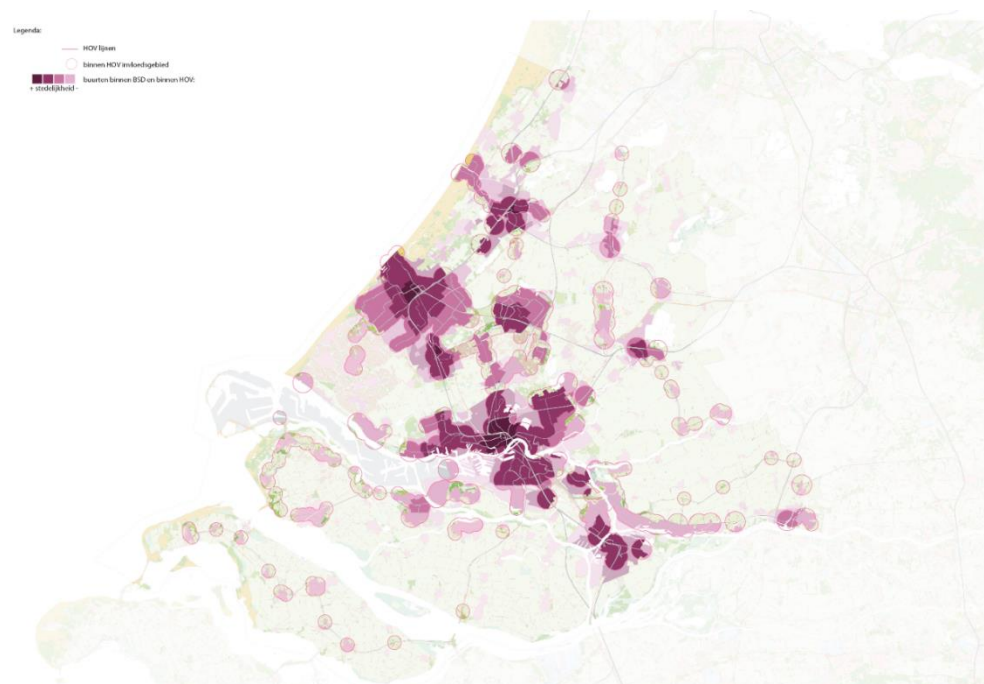 Legenda:
HOV lijnen
binnen HOV invloedsgebied
buurten binnen BSD en binnen HOV:
+ stedelijkheid -